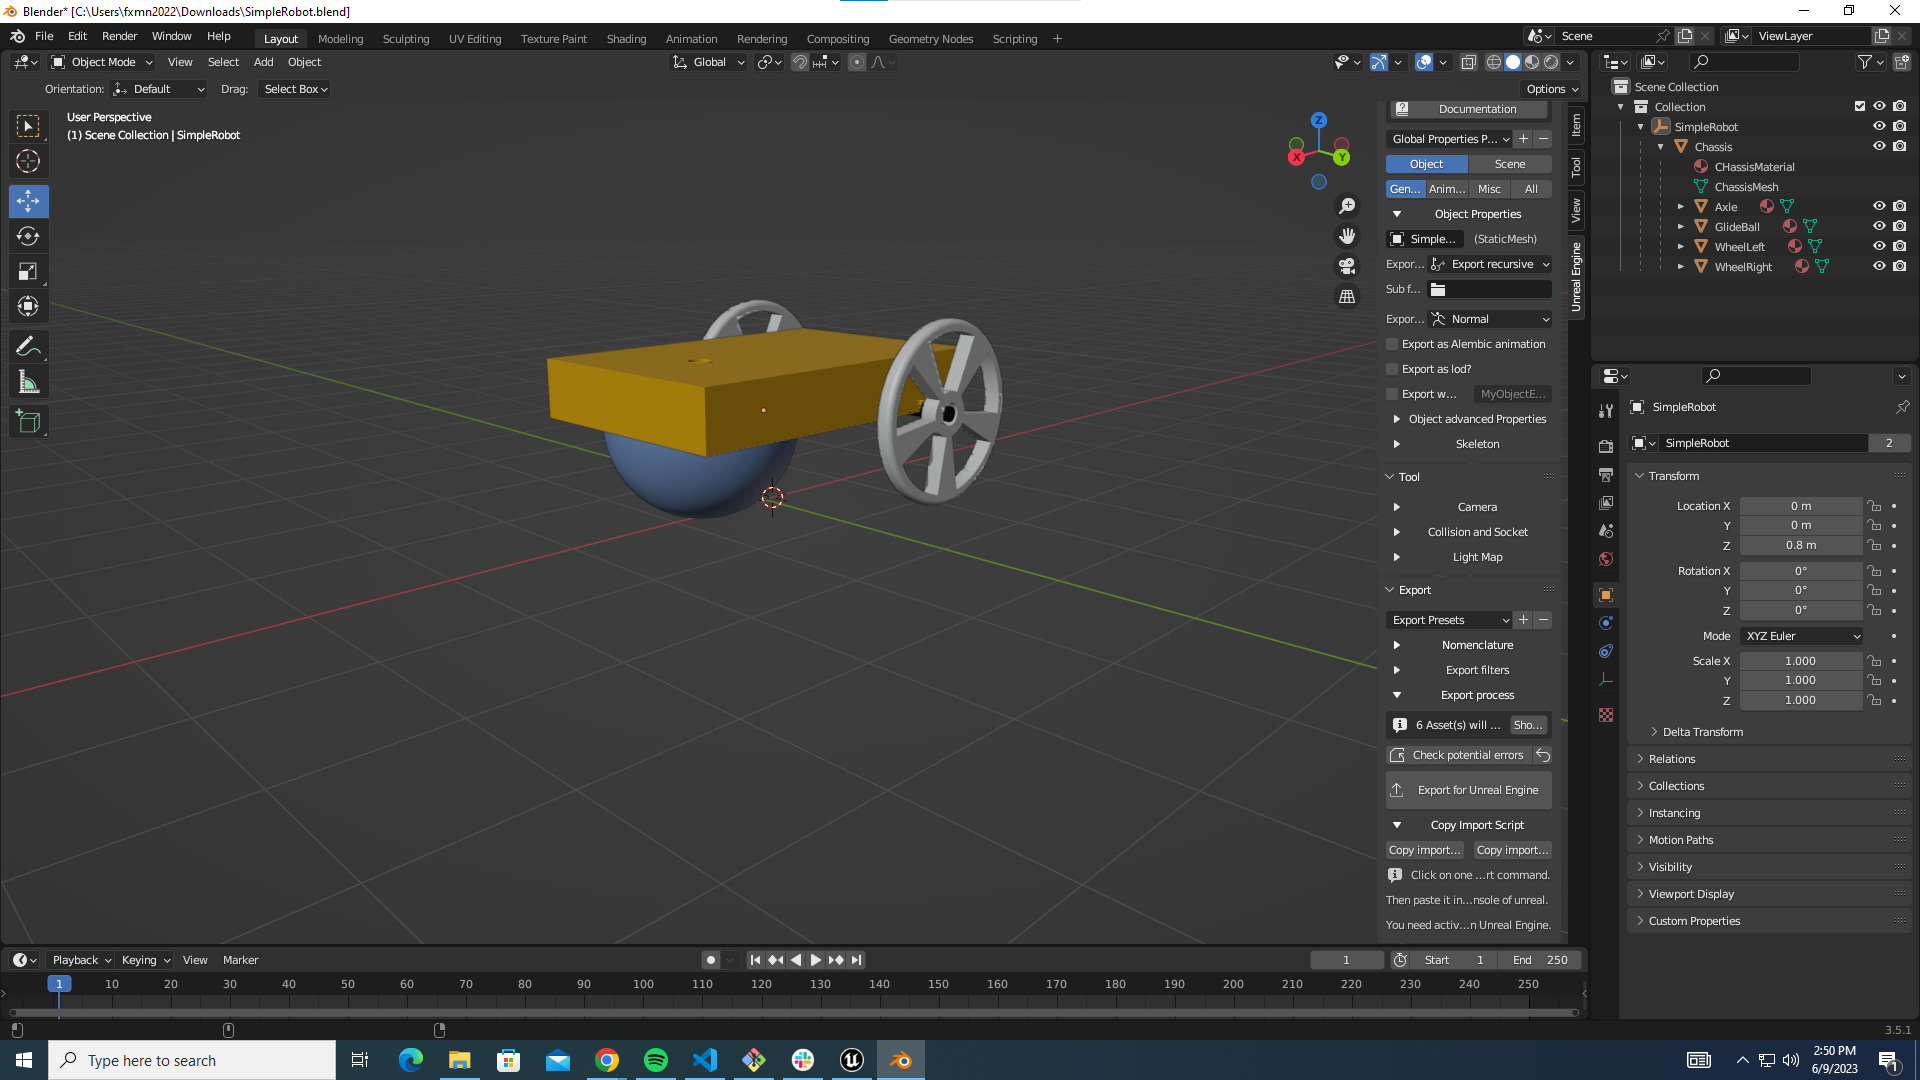 Blender* [C:\Users\fxmn2022\Downloads\SimpleRobot.blend]
File Edit Render Window Help Layout Modeling Sculpting UV Editing Texture Paint Shading Animation Rendering Compositing Geometry Nodes Scripting + Scene ViewLayer
Object Mode View Select Add Object Global
Orientation: Default Drag: Select Box Options
User Perspective
(1) Scene Collection | SimpleRobot
Z
X
Y
Documentation
Global Properties P...
Object Scene
Gen... Anim... Misc All
Object Properties
Simple... (StaticMesh)
Expor... Export recursive
Sub f...
Expor... Normal
Export as Alembic animation
Export as lod?
Export w... MyObjectE...
Object advanced Properties
Skeleton
Tool
Camera
Collision and Socket
Light Map
Export
Export Presets
Nomenclature
Export filters
Export process
6 Asset(s) will ... Sho...
Check potential errors
Export for Unreal Engine
Copy Import Script
Copy import... Copy import...
Click on one ...rt command.
Then paste it in...nsole of unreal.
You need activ...n Unreal Engine.
Item
Tool
View
Unreal Engine
Scene Collection
Collection
SimpleRobot
Chassis
CHassisMaterial
ChassisMesh
Axle
GlideBall
WheelLeft
WheelRight
SimpleRobot
SimpleRobot 2
Transform
Location X 0 m
Y 0 m
Z 0.8 m
Rotation X 0°
Y 0°
Z 0°
Mode XYZ Euler
Scale X 1.000
Y 1.000
Z 1.000
Delta Transform
Relations
Collections
Instancing
Motion Paths
Visibility
Viewport Display
Custom Properties
Playback Keying View Marker 1 Start 1 End 250
1 10 20 30 40 50 60 70 80 90 100 110 120 130 140 150 160 170 180 190 200 210 220 230 240 250
3.5.1
Type here to search
2:50 PM
6/9/2023
1